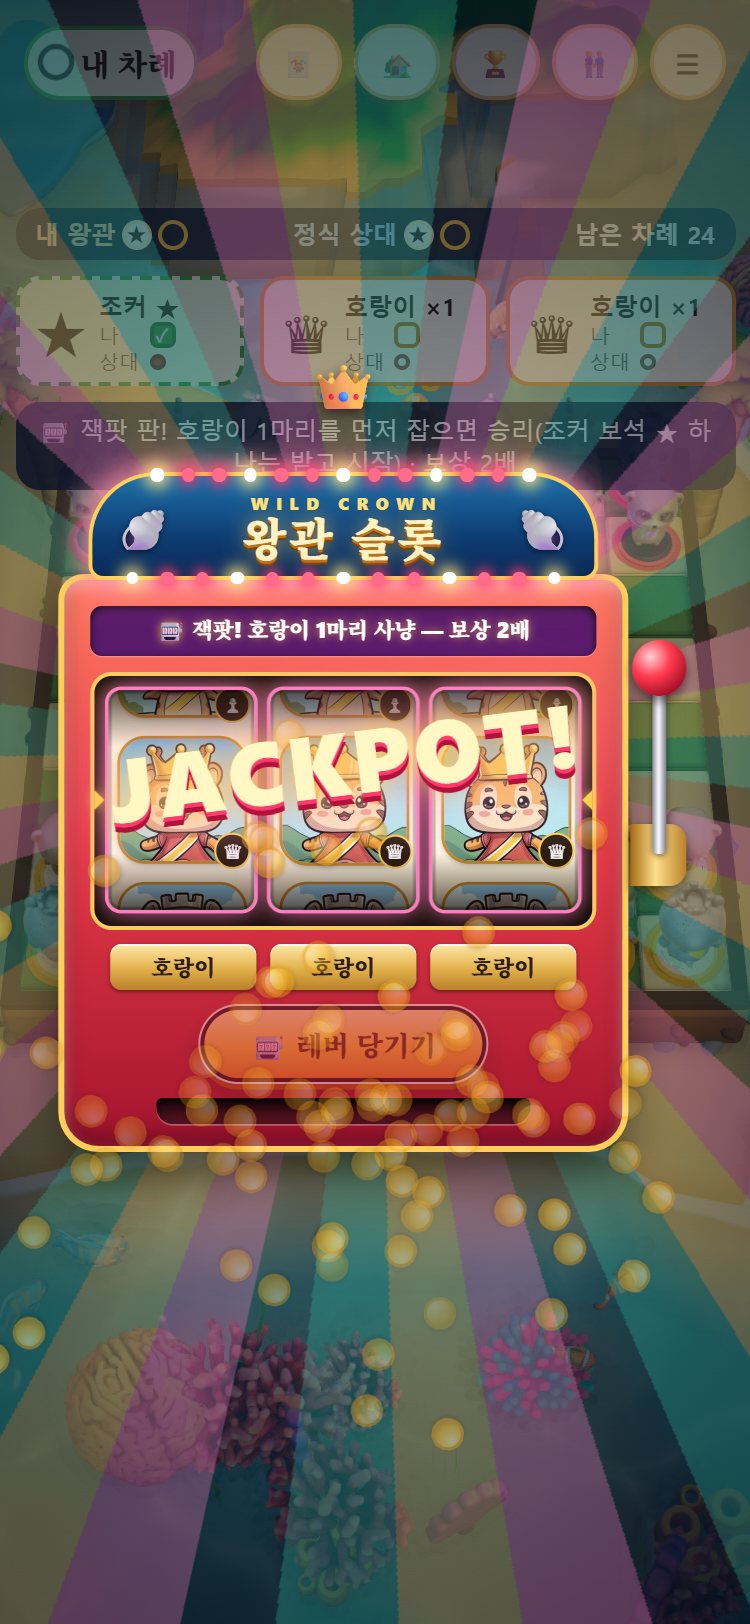 내 차례
내 왕관
정식 상대
남은 차례 24
조커 ★
나
상대
호랑이 ×1
나
상대
호랑이 ×1
나
상대
잭팟 판! 호랑이 1마리를 먼저 잡으면 승리(조커 보석 ★ 하
나는 받고 시작) · 보상 2배
WILD CROWN
왕관 슬롯
잭팟! 호랑이 1마리 사냥 — 보상 2배
JACKPOT!
호랑이
호랑이
호랑이
레버 당기기